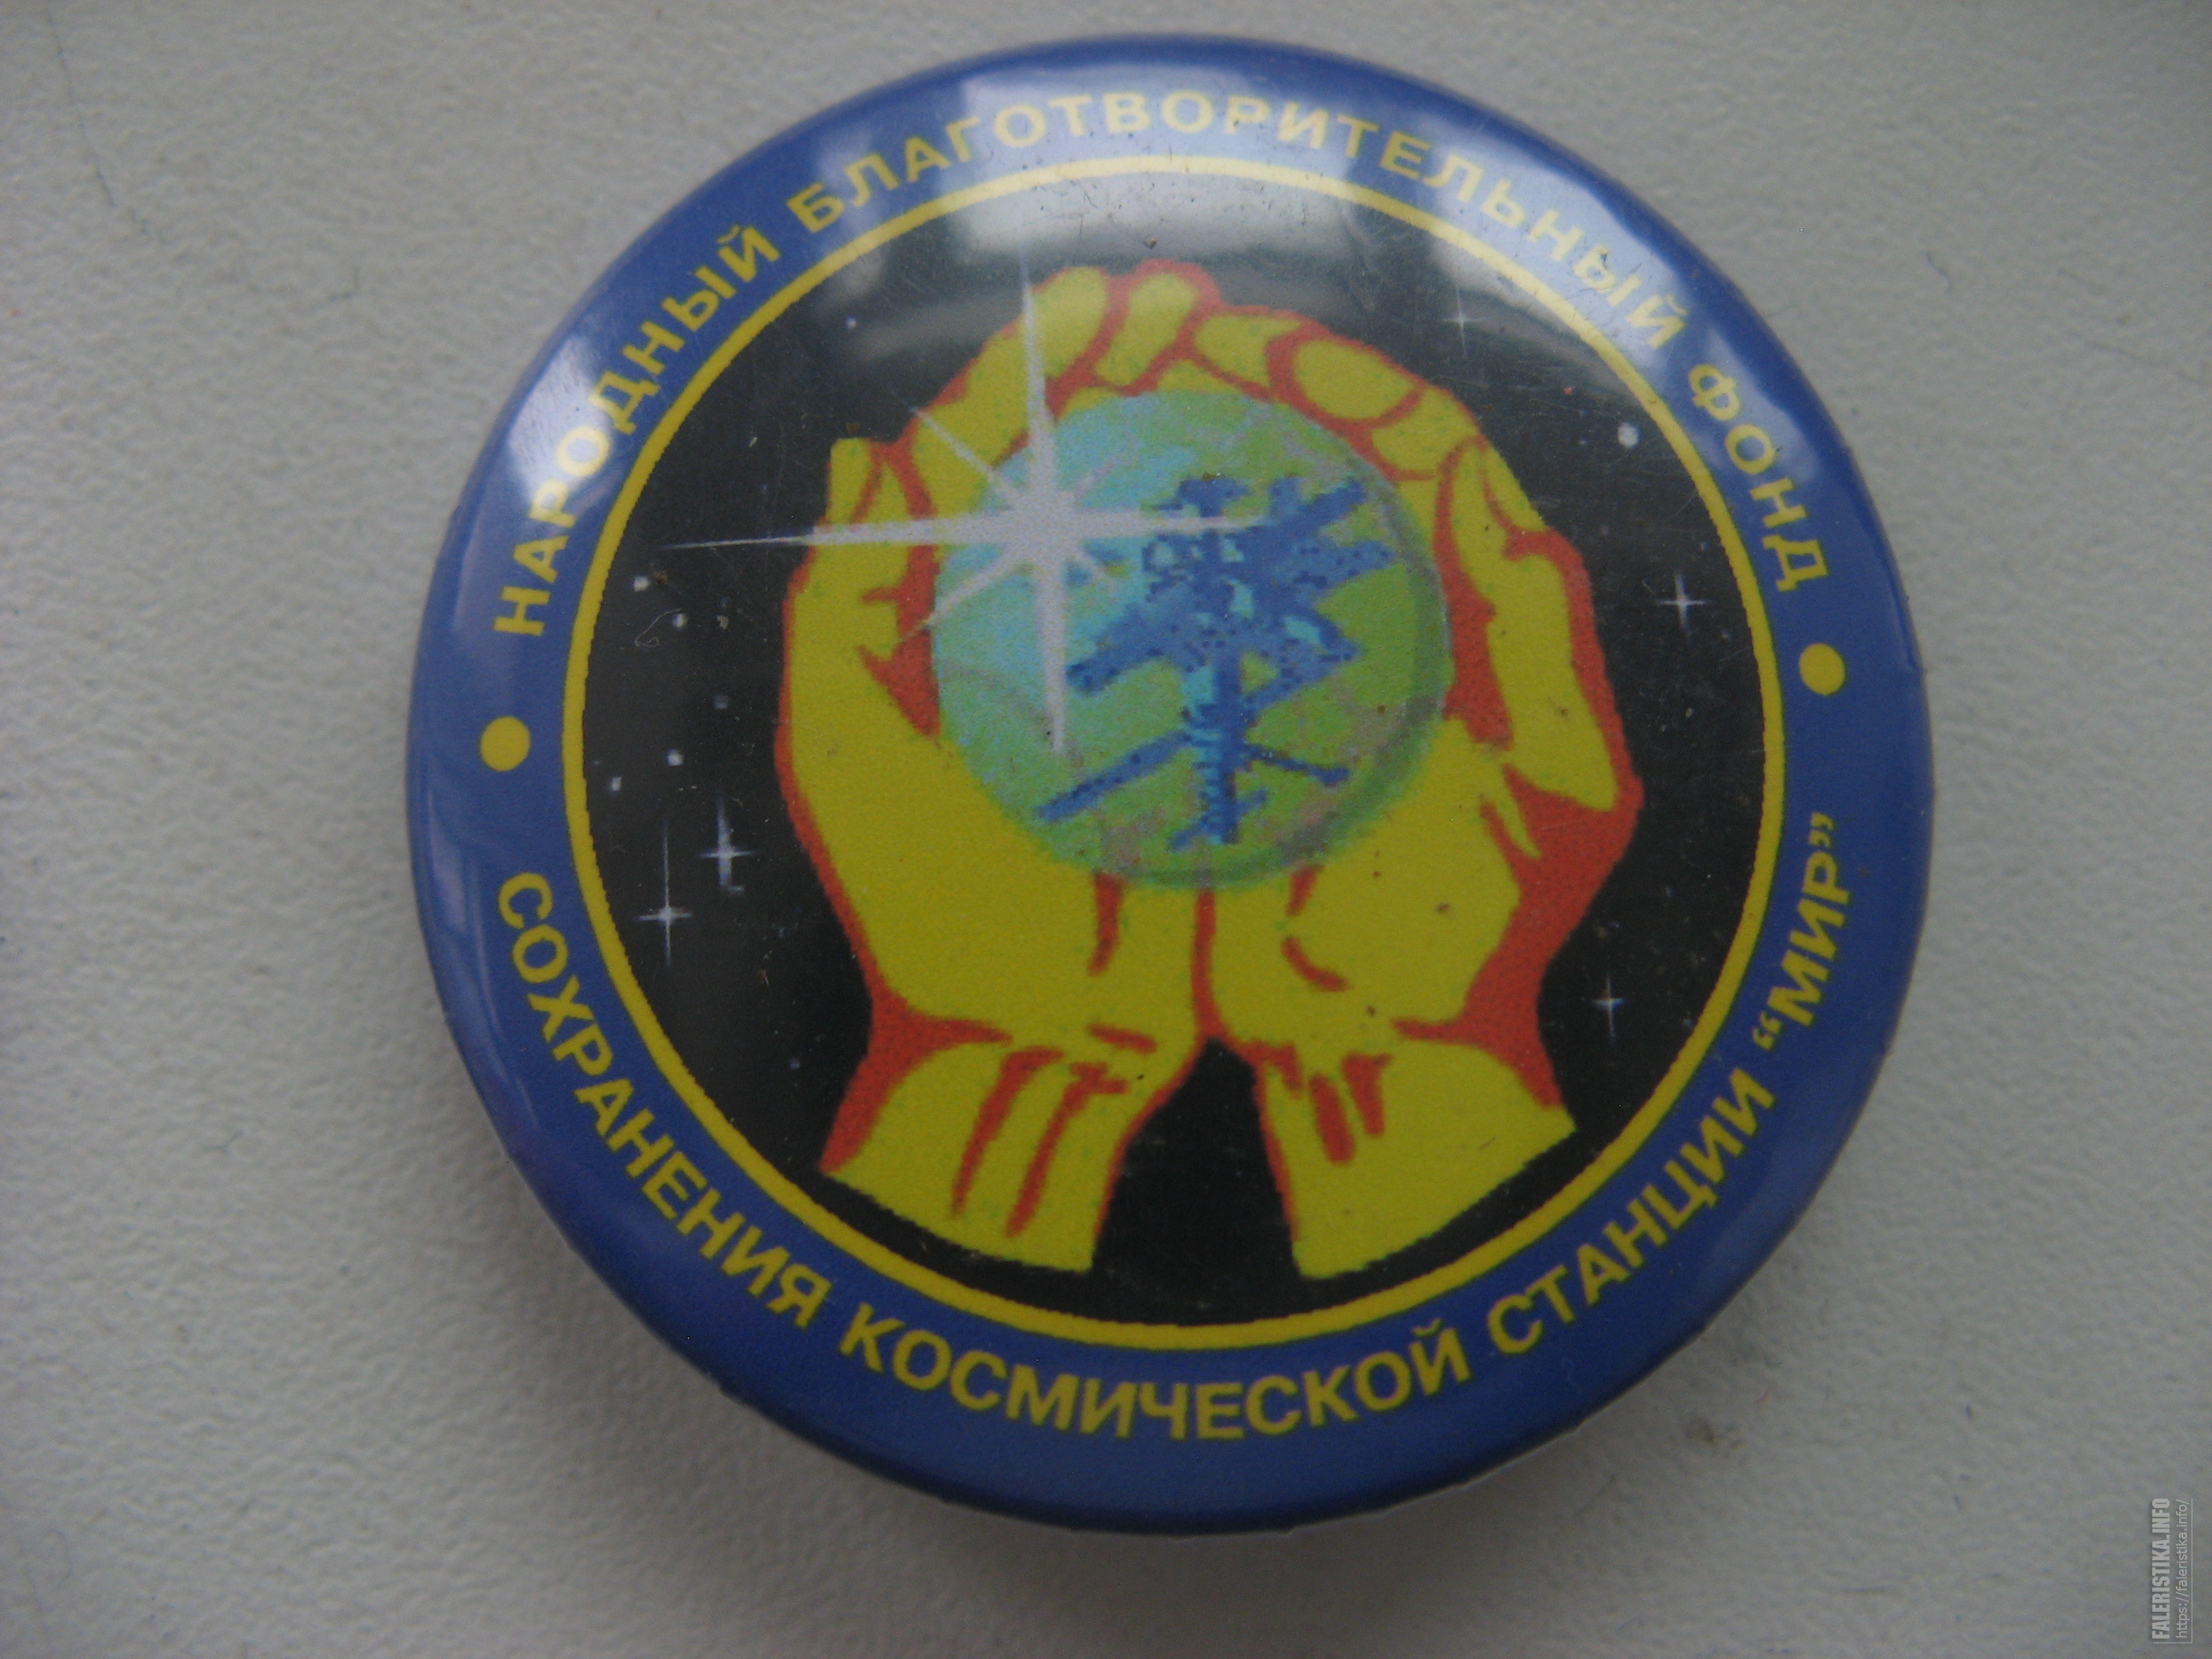 НАРОДНЫЙ БЛАГОТВОРИТЕЛЬНЫЙ ФОНД
СОХРАНЕНИЯ КОСМИЧЕСКОЙ СТАНЦИИ “МИР”
FALERISTIKA.INFO
https://faleristika.info/